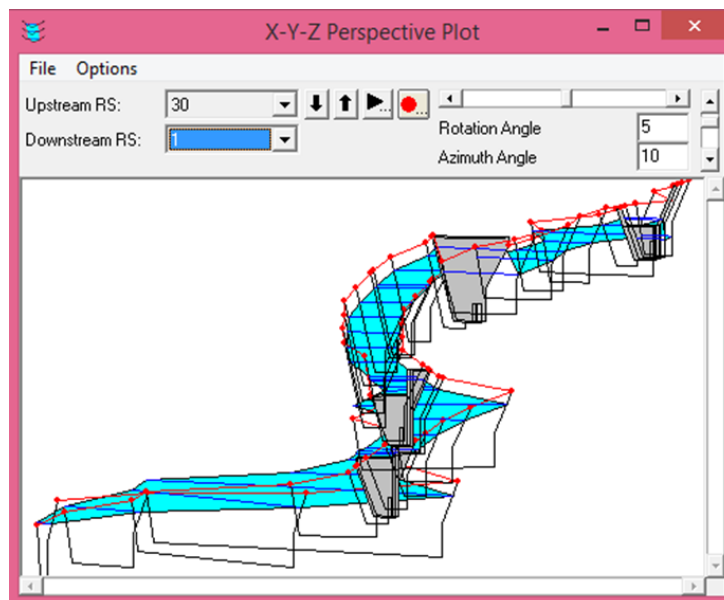 X-Y-Z Perspective Plot
File Options
Upstream RS: 30
Downstream RS: 1
Rotation Angle 5
Azimuth Angle 10